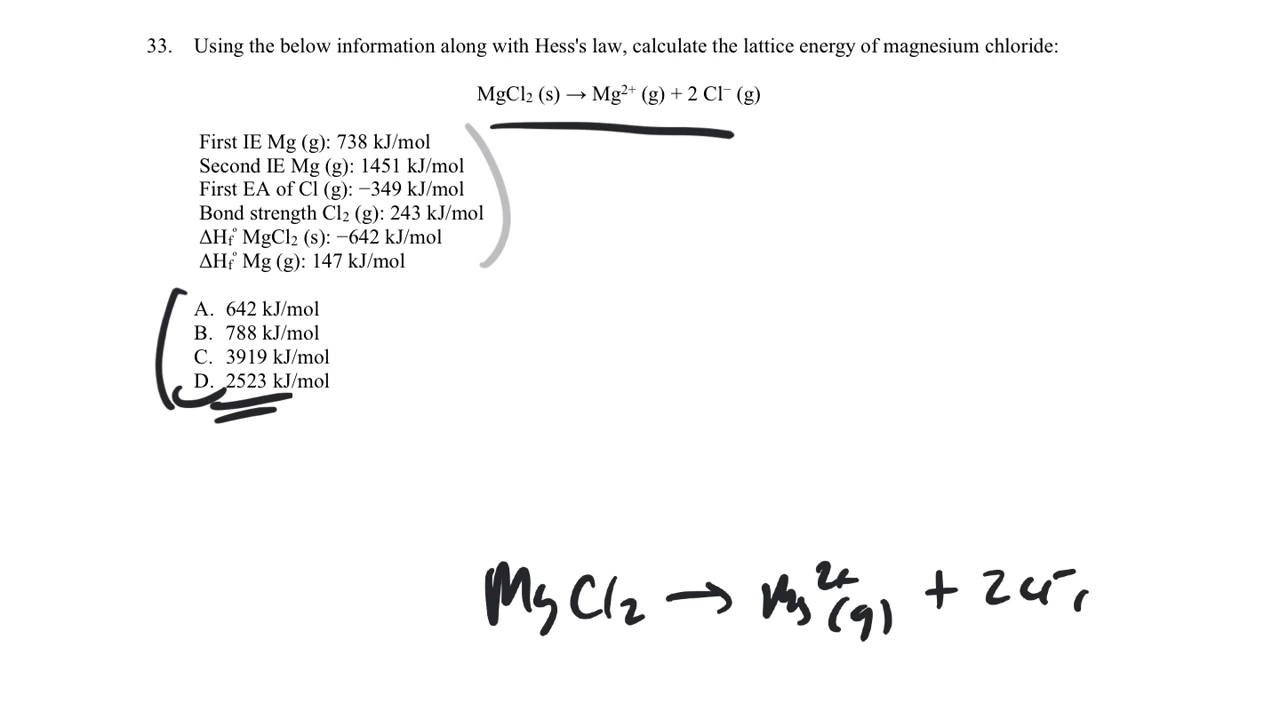 33. Using the below information along with Hess's law, calculate the lattice energy of magnesium chloride:
MgCl₂ (s) → Mg²⁺ (g) + 2 Cl⁻ (g)
First IE Mg (g): 738 kJ/mol
Second IE Mg (g): 1451 kJ/mol
First EA of Cl (g): −349 kJ/mol
Bond strength Cl₂ (g): 243 kJ/mol
ΔHf° MgCl₂ (s): −642 kJ/mol
ΔHf° Mg (g): 147 kJ/mol
A. 642 kJ/mol
B. 788 kJ/mol
C. 3919 kJ/mol
D. 2523 kJ/mol
MgCl₂ → Mg²⁺(g) + 2Cl⁻(